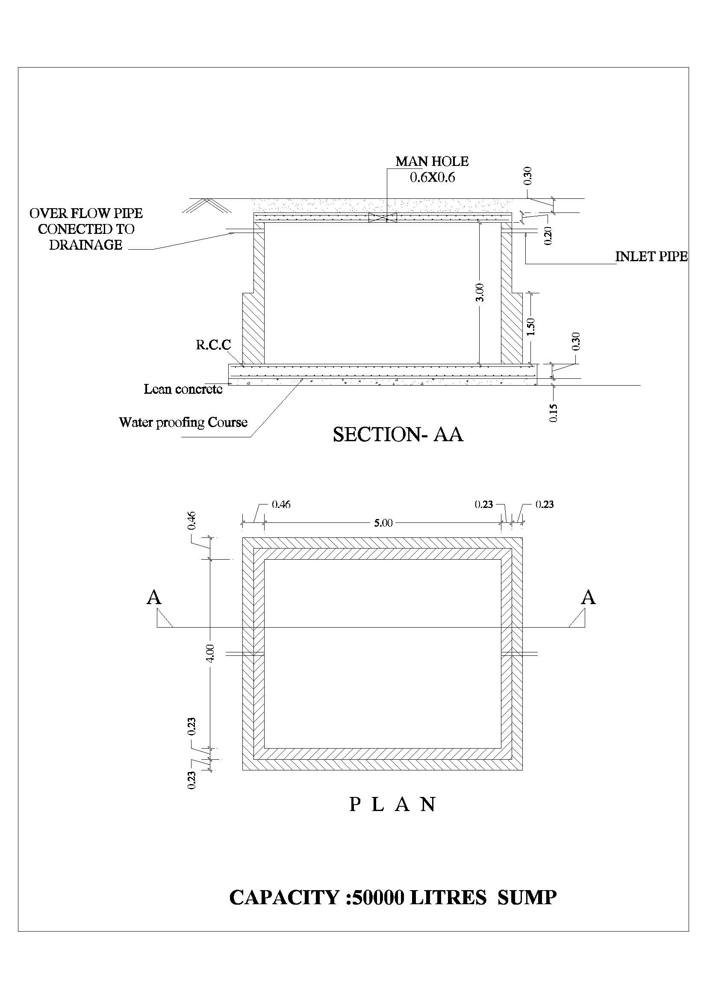 MAN HOLE
0.6X0.6
0.30
OVER FLOW PIPE
CONECTED TO
DRAINAGE
0.20
INLET PIPE
3.00
1.50
R.C.C
0.30
Lean concrete
0.15
Water proofing Course
SECTION- AA
0.46
0.23
0.23
0.46
5.00
A
A
4.00
0.23
0.23
P L A N
CAPACITY :50000 LITRES SUMP